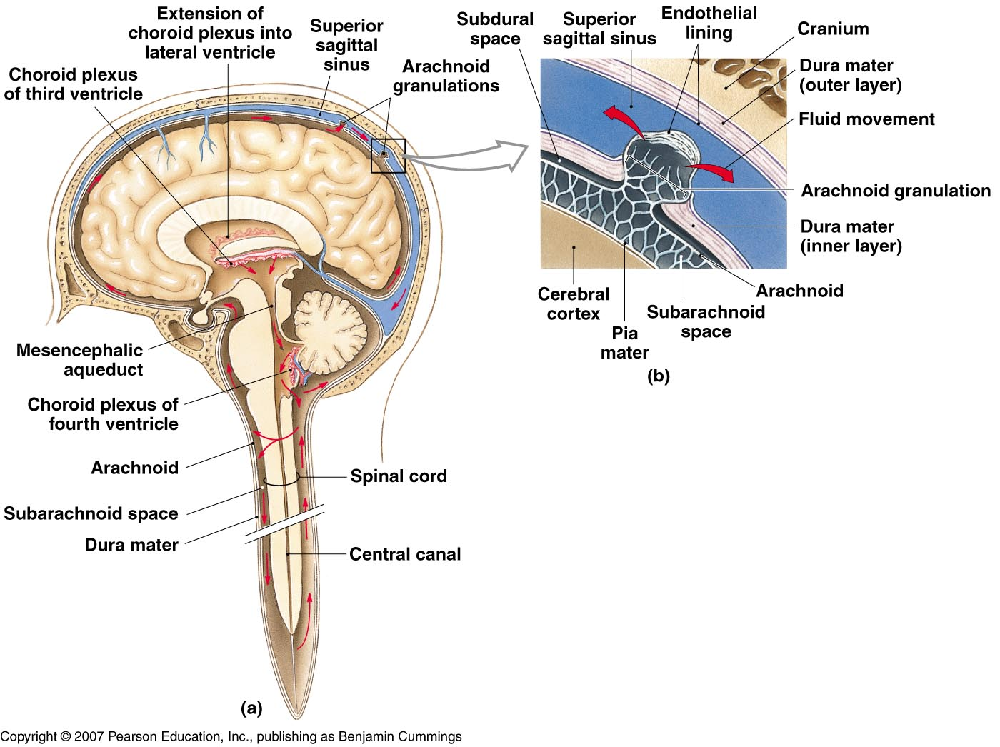 Extension of
choroid plexus into
lateral ventricle
Superior
sagittal
sinus
Choroid plexus
of third ventricle
Arachnoid
granulations
Mesencephalic
aqueduct
Choroid plexus of
fourth ventricle
Arachnoid
Subarachnoid space
Dura mater
Spinal cord
Central canal
(a)
Subdural
space
Superior
sagittal sinus
Endothelial
lining
Cranium
Dura mater
(outer layer)
Fluid movement
Arachnoid granulation
Dura mater
(inner layer)
Arachnoid
Subarachnoid
space
Pia
mater
Cerebral
cortex
(b)
Copyright © 2007 Pearson Education, Inc., publishing as Benjamin Cummings